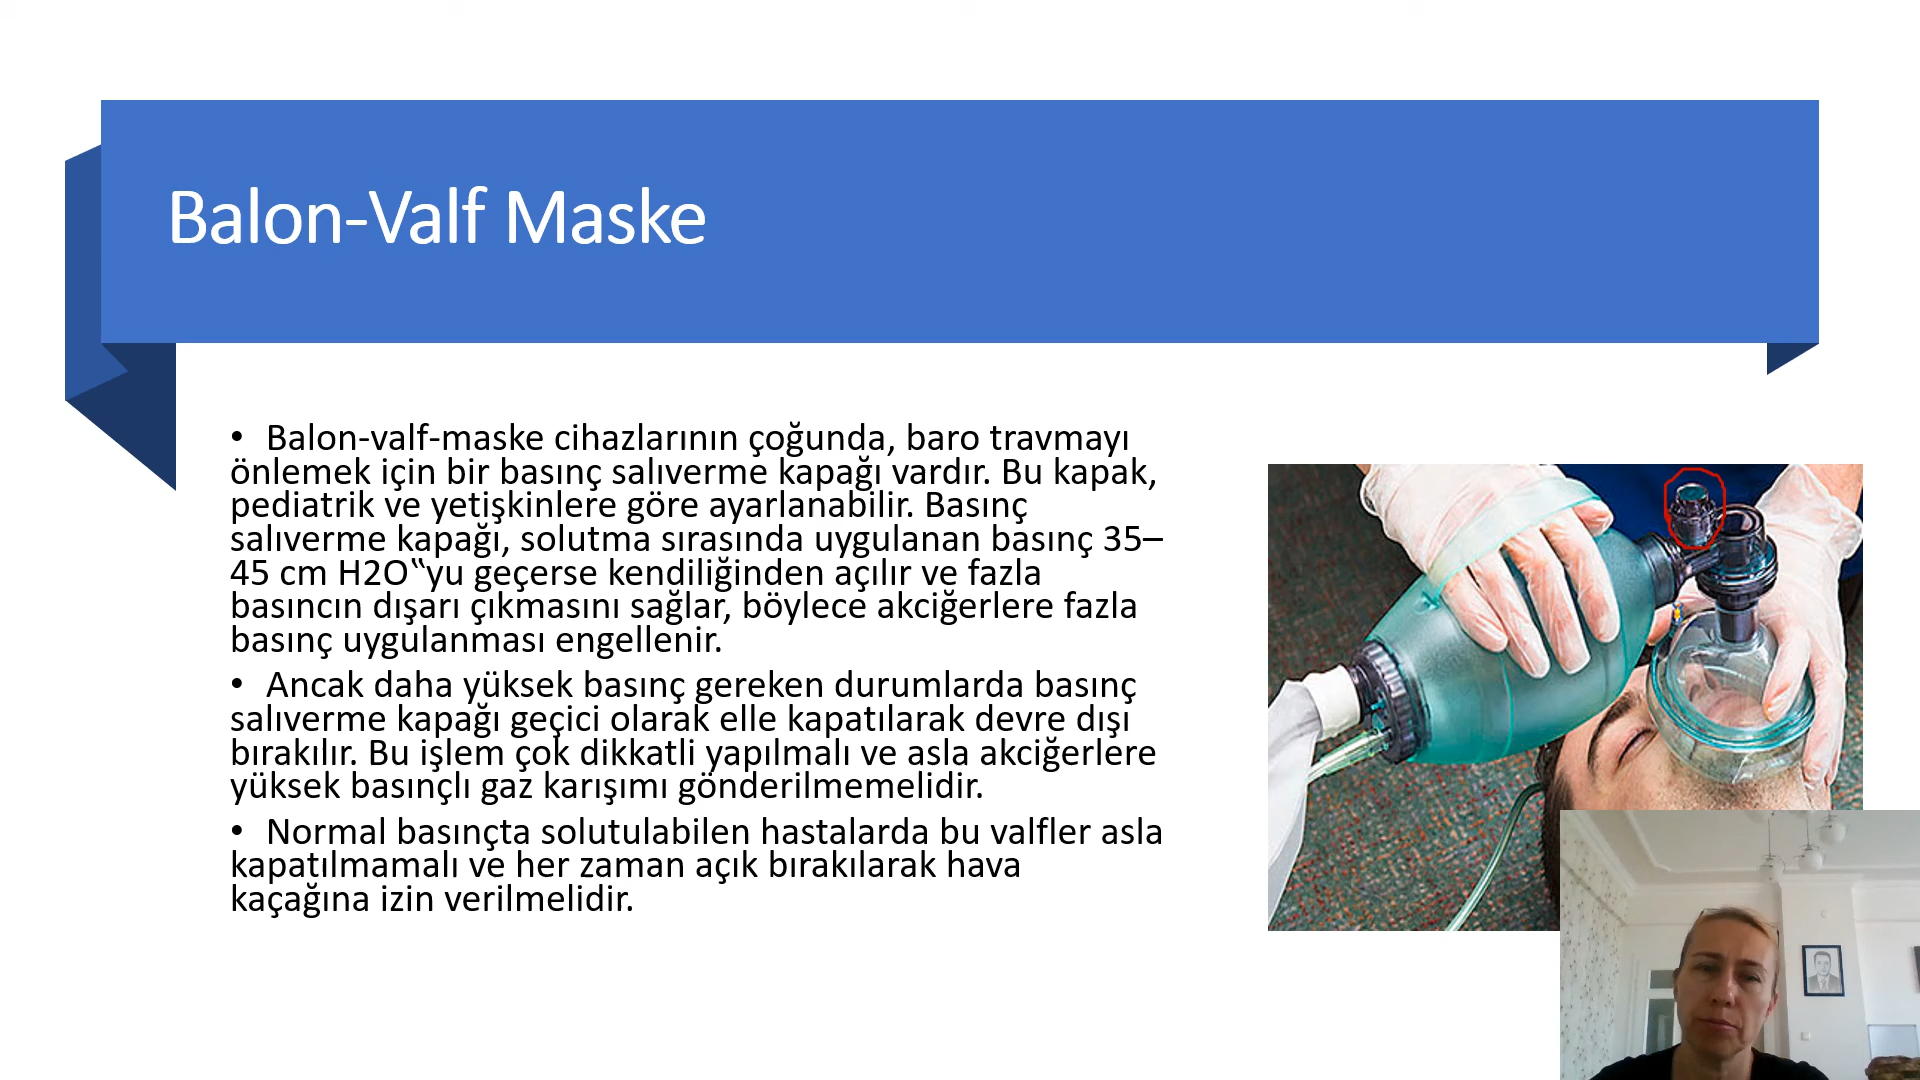 Balon-Valf Maske
• Balon-valf-maske cihazlarının çoğunda, baro travmayı
önlemek için bir basınç salıverme kapağı vardır. Bu kapak,
pediatrik ve yetişkinlere göre ayarlanabilir. Basınç
salıverme kapağı, solutma sırasında uygulanan basınç 35–
45 cm H2O‟yu geçerse kendiliğinden açılır ve fazla
basıncın dışarı çıkmasını sağlar, böylece akciğerlere fazla
basınç uygulanması engellenir.
• Ancak daha yüksek basınç gereken durumlarda basınç
salıverme kapağı geçici olarak elle kapatılarak devre dışı
bırakılır. Bu işlem çok dikkatli yapılmalı ve asla akciğerlere
yüksek basınçlı gaz karışımı gönderilmemelidir.
• Normal basınçta solutulabilen hastalarda bu valfler asla
kapatılmamalı ve her zaman açık bırakılarak hava
kaçağına izin verilmelidir.